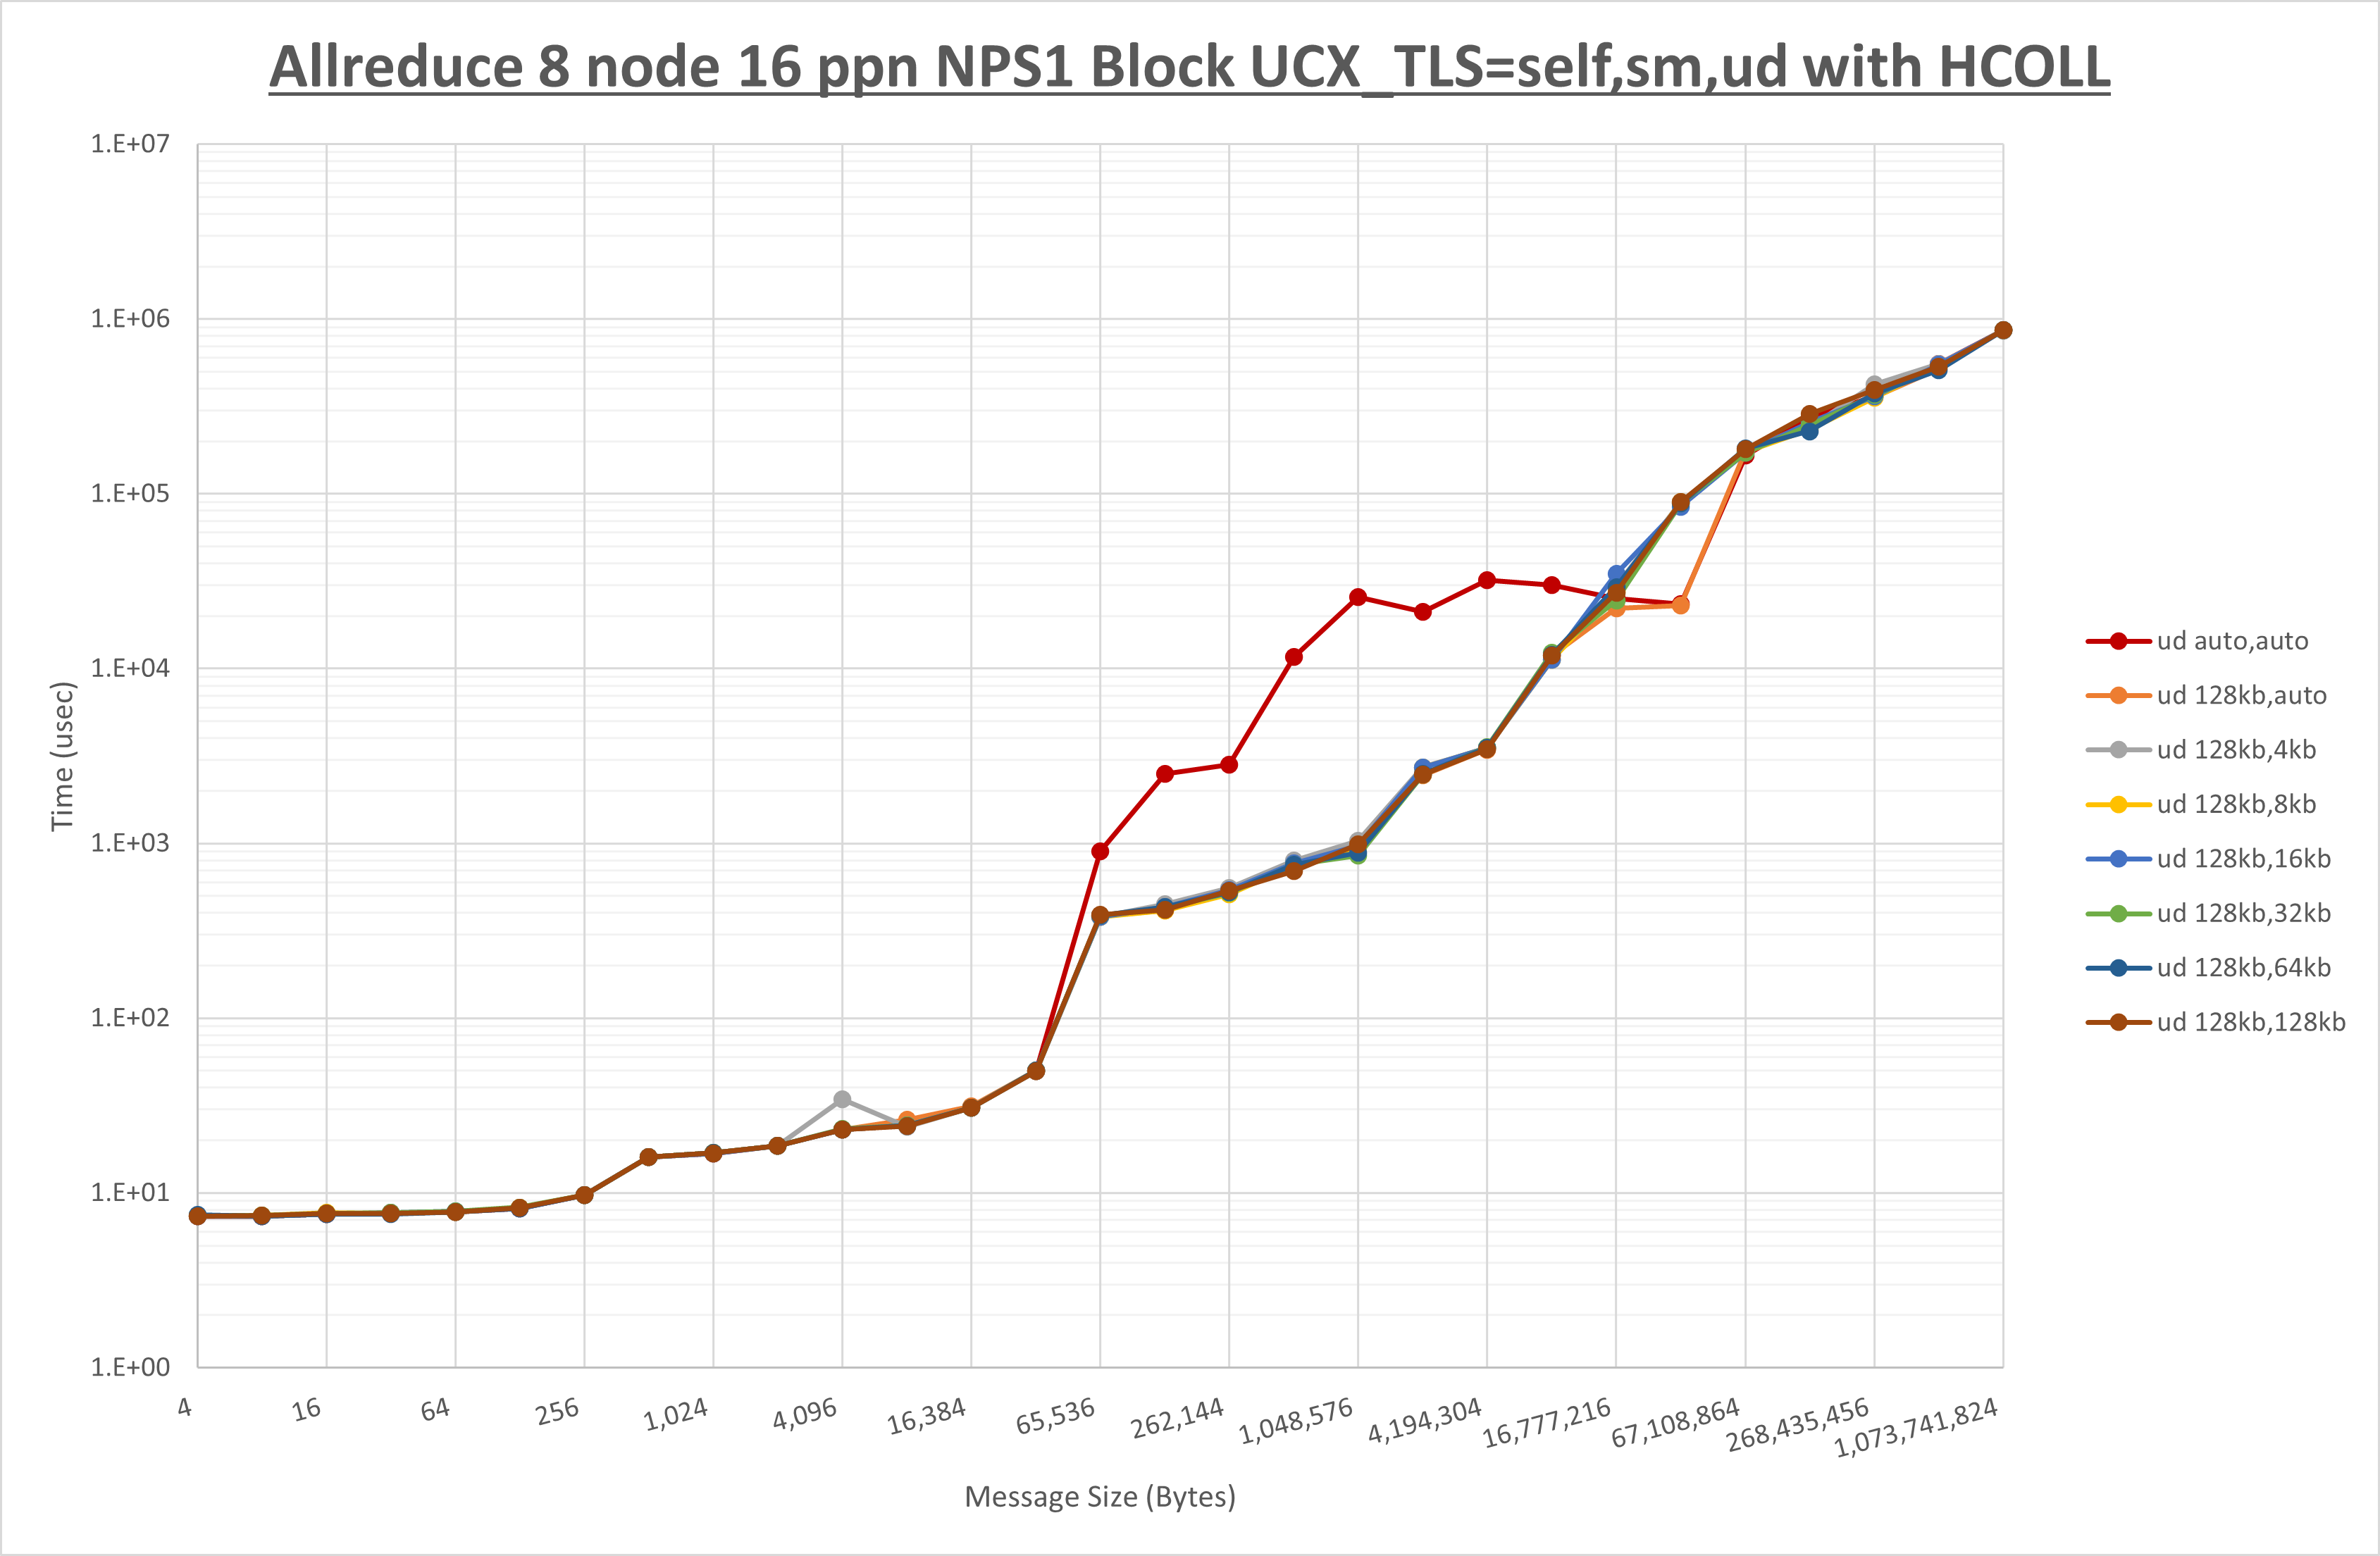 Allreduce 8 node 16 ppn NPS1 Block UCX_TLS=self,sm,ud with HCOLL
1.E+07
1.E+06
1.E+05
1.E+04
1.E+03
1.E+02
1.E+01
1.E+00
Time (usec)
4
16
64
256
1,024
4,096
16,384
65,536
262,144
1,048,576
4,194,304
16,777,216
67,108,864
268,435,456
1,073,741,824
Message Size (Bytes)
ud auto,auto
ud 128kb,auto
ud 128kb,4kb
ud 128kb,8kb
ud 128kb,16kb
ud 128kb,32kb
ud 128kb,64kb
ud 128kb,128kb